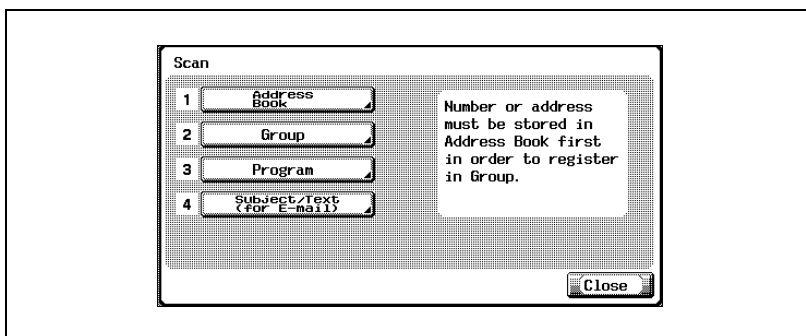 Scan
1 Address
Book
2 Group
3 Program
4 Subject/Text
(for E-mail)
Number or address
must be stored in
Address Book first
in order to register
in Group.
Close